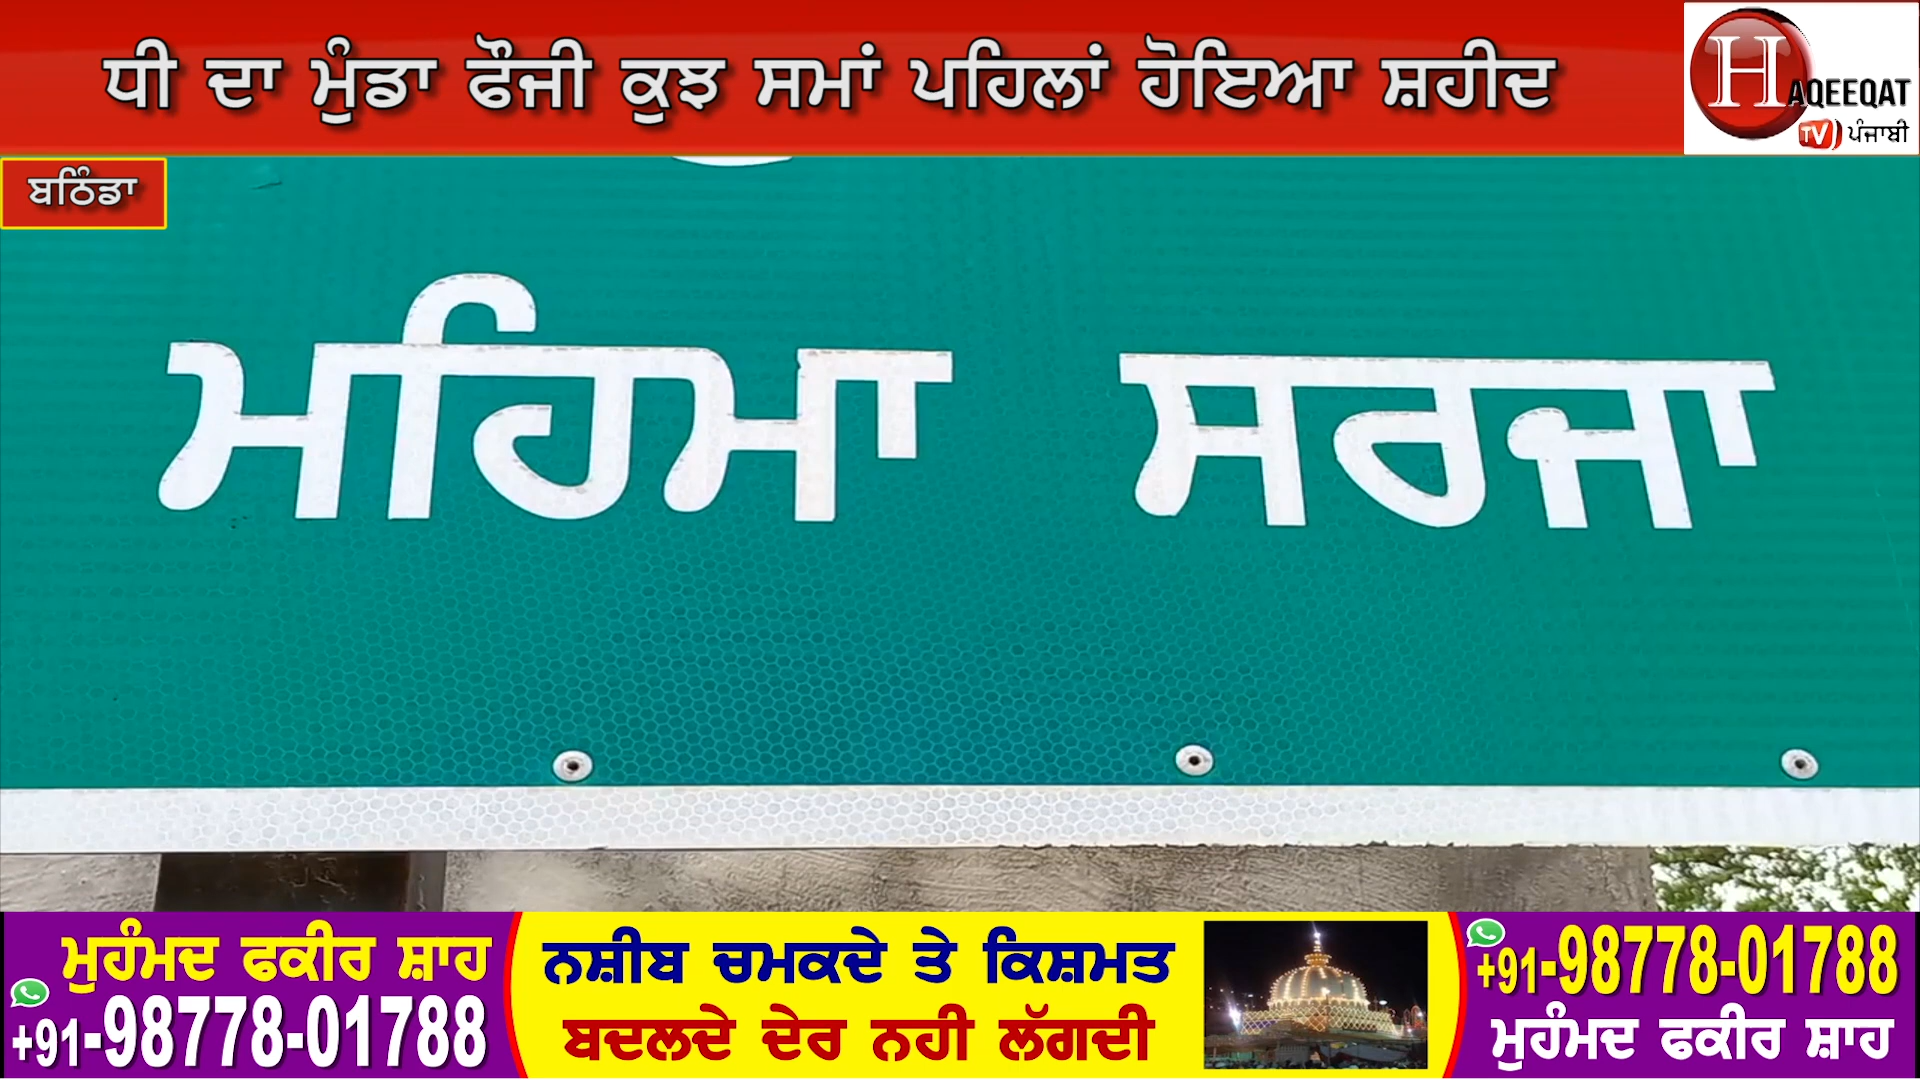 ਧੀ ਦਾ ਮੁੰਡਾ ਫੌਜੀ ਕੁਝ ਸਮਾਂ ਪਹਿਲਾਂ ਹੋਇਆ ਸ਼ਹੀਦ
HAQEEQAT
TV ਪੰਜਾਬੀ
ਬਠਿੰਡਾ
ਮਹਿਮਾ ਸਰਜਾ
ਮੁਹੰਮਦ ਫਕੀਰ ਸ਼ਾਹ
+91-98778-01788
ਨਸ਼ੀਬ ਚਮਕਦੇ ਤੇ ਕਿਸ਼ਮਤ
ਬਦਲਦੇ ਦੇਰ ਨਹੀ ਲੱਗਦੀ
+91-98778-01788
ਮੁਹੰਮਦ ਫਕੀਰ ਸ਼ਾਹ